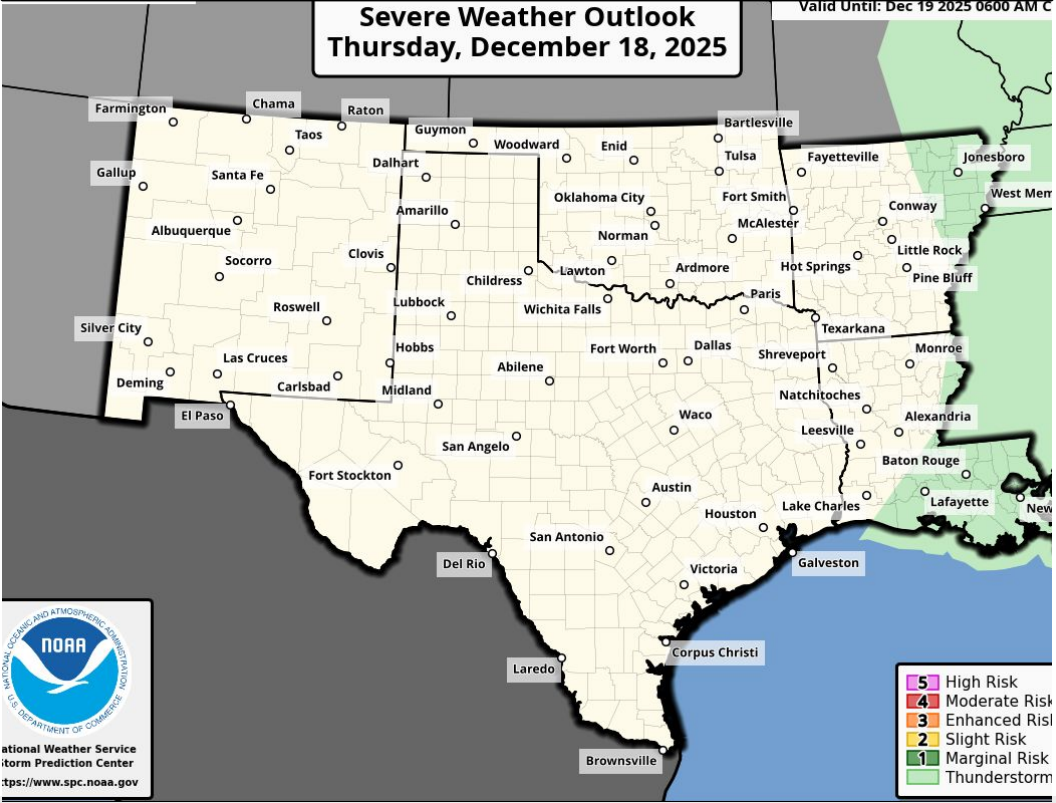 Severe Weather Outlook
Thursday, December 18, 2025
Valid Until: Dec 19 2025 0600 AM C
Farmington
Chama
Raton
Taos
Guymon
Woodward
Enid
Bartlesville
Tulsa
Fayetteville
Jonesboro
Gallup
Santa Fe
Dalhart
Oklahoma City
Fort Smith
West Mem
Albuquerque
Amarillo
Norman
McAlester
Conway
Little Rock
Socorro
Clovis
Childress
Lawton
Ardmore
Hot Springs
Pine Bluff
Roswell
Lubbock
Wichita Falls
Paris
Texarkana
Silver City
Las Cruces
Hobbs
Fort Worth
Dallas
Shreveport
Monroe
Deming
Carlsbad
Midland
Abilene
Natchitoches
El Paso
San Angelo
Waco
Leesville
Alexandria
Fort Stockton
Baton Rouge
Austin
Houston
Lake Charles
Lafayette
New
San Antonio
Del Rio
Galveston
Victoria
Corpus Christi
Laredo
Brownsville
NATIONAL OCEANIC AND ATMOSPHERIC ADMINISTRATION
NOAA
U.S. DEPARTMENT OF COMMERCE
ational Weather Service
Storm Prediction Center
ttps://www.spc.noaa.gov
5 High Risk
4 Moderate Risk
3 Enhanced Risk
2 Slight Risk
1 Marginal Risk
Thunderstorm